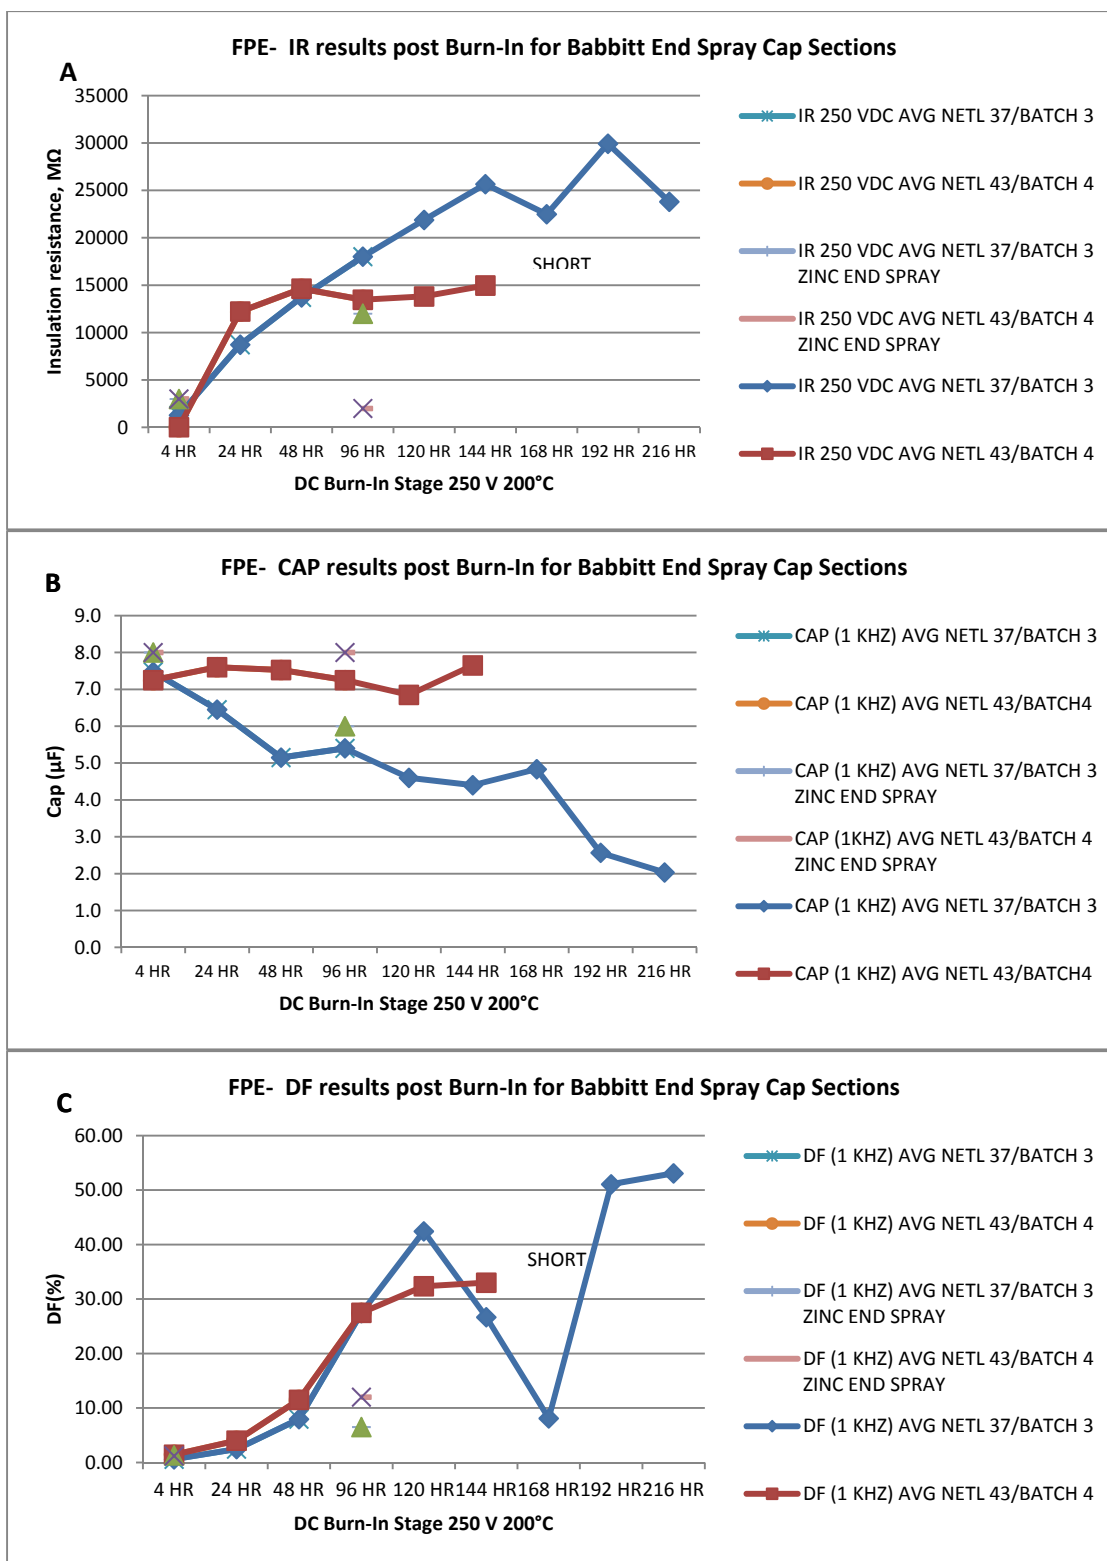 FPE- IR results post Burn-In for Babbitt End Spray Cap Sections
A
35000
30000
25000
20000
15000
10000
5000
0
Insulation resistance, MΩ
SHORT
4 HR 24 HR 48 HR 96 HR 120 HR 144 HR 168 HR 192 HR 216 HR
DC Burn-In Stage 250 V 200°C
IR 250 VDC AVG NETL 37/BATCH 3
IR 250 VDC AVG NETL 43/BATCH 4
IR 250 VDC AVG NETL 37/BATCH 3
ZINC END SPRAY
IR 250 VDC AVG NETL 43/BATCH 4
ZINC END SPRAY
IR 250 VDC AVG NETL 37/BATCH 3
IR 250 VDC AVG NETL 43/BATCH 4
FPE- CAP results post Burn-In for Babbitt End Spray Cap Sections
B
9.0
8.0
7.0
6.0
5.0
4.0
3.0
2.0
1.0
0.0
Cap (µF)
4 HR 24 HR 48 HR 96 HR 120 HR 144 HR 168 HR 192 HR 216 HR
DC Burn-In Stage 250 V 200°C
CAP (1 KHZ) AVG NETL 37/BATCH 3
CAP (1 KHZ) AVG NETL 43/BATCH4
CAP (1 KHZ) AVG NETL 37/BATCH 3
ZINC END SPRAY
CAP (1KHZ) AVG NETL 43/BATCH 4
ZINC END SPRAY
CAP (1 KHZ) AVG NETL 37/BATCH 3
CAP (1 KHZ) AVG NETL 43/BATCH4
FPE- DF results post Burn-In for Babbitt End Spray Cap Sections
C
60.00
50.00
40.00
30.00
20.00
10.00
0.00
DF(%)
SHORT
4 HR 24 HR 48 HR 96 HR 120 HR 144 HR 168 HR 192 HR 216 HR
DC Burn-In Stage 250 V 200°C
DF (1 KHZ) AVG NETL 37/BATCH 3
DF (1 KHZ) AVG NETL 43/BATCH 4
DF (1 KHZ) AVG NETL 37/BATCH 3
ZINC END SPRAY
DF (1 KHZ) AVG NETL 43/BATCH 4
ZINC END SPRAY
DF (1 KHZ) AVG NETL 37/BATCH 3
DF (1 KHZ) AVG NETL 43/BATCH 4